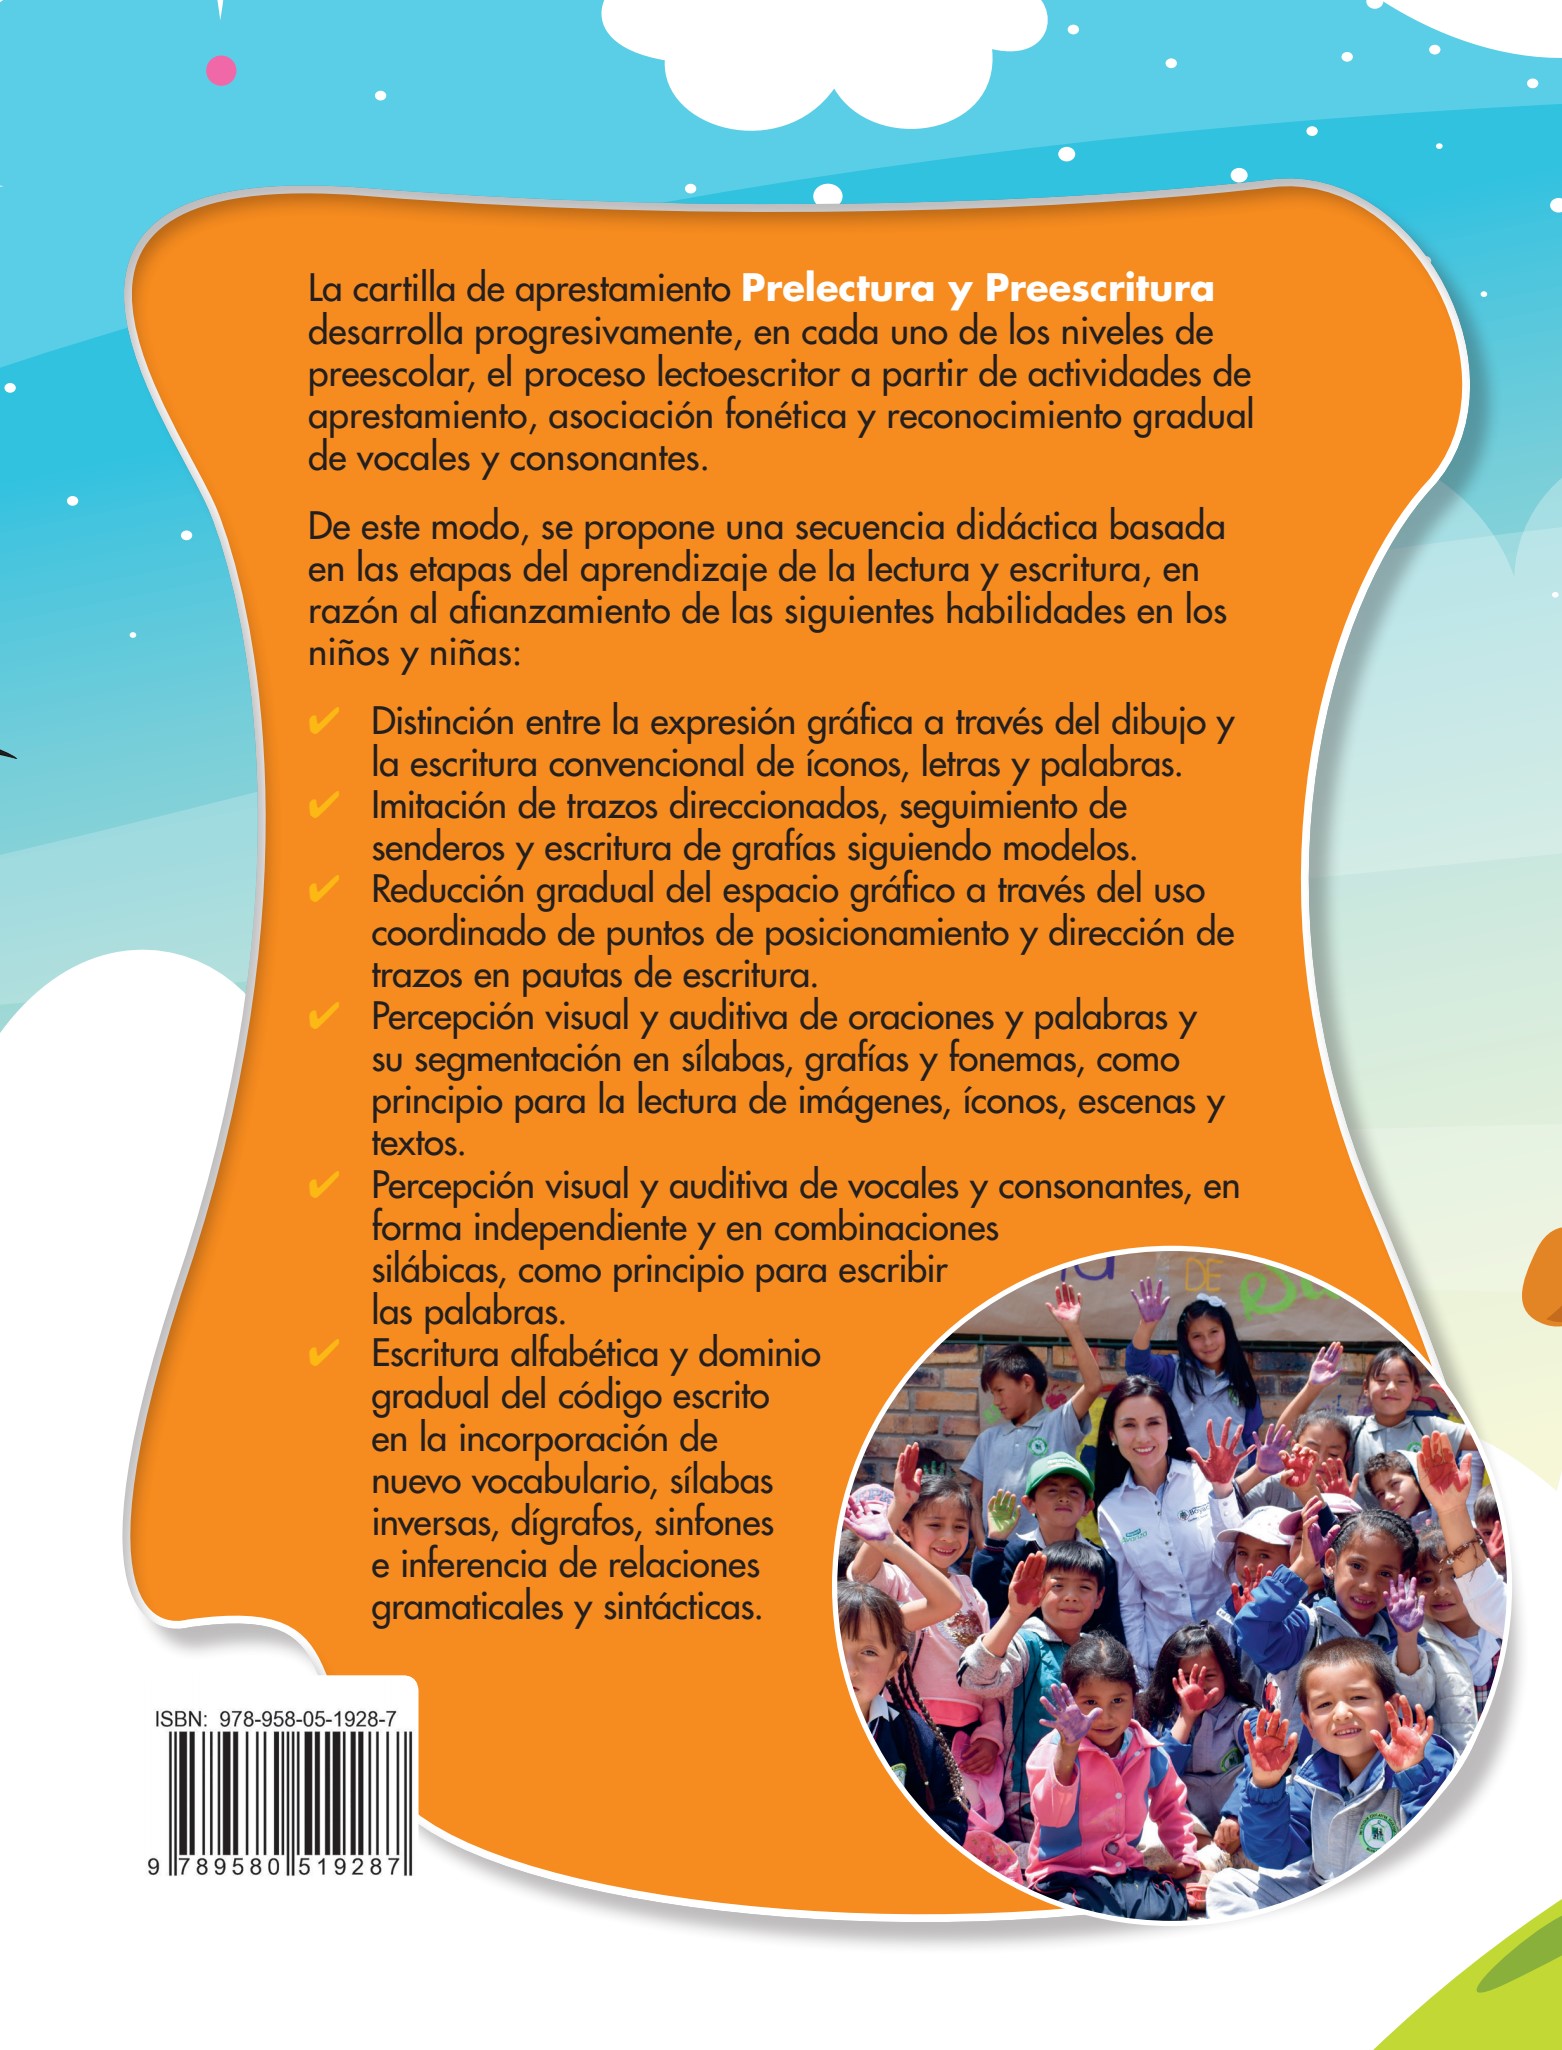 La cartilla de aprestamiento Prelectura y Preescritura
desarrolla progresivamente, en cada uno de los niveles de
preescolar, el proceso lectoescritor a partir de actividades de
aprestamiento, asociación fonética y reconocimiento gradual
de vocales y consonantes.
De este modo, se propone una secuencia didáctica basada
en las etapas del aprendizaje de la lectura y escritura, en
razón al afianzamiento de las siguientes habilidades en los
niños y niñas:
✔ Distinción entre la expresión gráfica a través del dibujo y
la escritura convencional de íconos, letras y palabras.
✔ Imitación de trazos direccionados, seguimiento de
senderos y escritura de grafías siguiendo modelos.
✔ Reducción gradual del espacio gráfico a través del uso
coordinado de puntos de posicionamiento y dirección de
trazos en pautas de escritura.
✔ Percepción visual y auditiva de oraciones y palabras y
su segmentación en sílabas, grafías y fonemas, como
principio para la lectura de imágenes, íconos, escenas y
textos.
✔ Percepción visual y auditiva de vocales y consonantes, en
forma independiente y en combinaciones
silábicas, como principio para escribir
las palabras.
✔ Escritura alfabética y dominio
gradual del código escrito
en la incorporación de
nuevo vocabulario, sílabas
inversas, dígrafos, sinfones
e inferencia de relaciones
gramaticales y sintácticas.
DE
ISBN: 978-958-05-1928-7
9 789580 519287